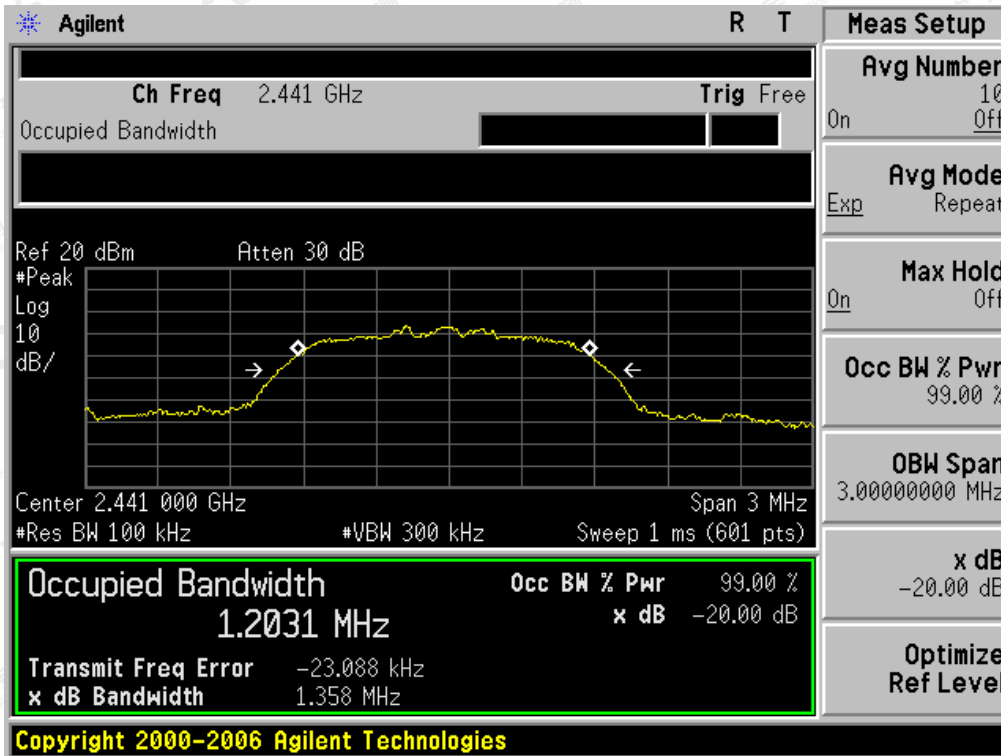 Agilent R T
Ch Freq 2.441 GHz Trig Free
Occupied Bandwidth
Ref 20 dBm Atten 30 dB
#Peak
Log
10
dB/
Center 2.441 000 GHz Span 3 MHz
#Res BW 100 kHz #VBW 300 kHz Sweep 1 ms (601 pts)
Occupied Bandwidth Occ BW % Pwr 99.00 %
1.2031 MHz x dB -20.00 dB
Transmit Freq Error -23.088 kHz
x dB Bandwidth 1.358 MHz
Copyright 2000-2006 Agilent Technologies
Meas Setup
Avg Number
10
On Off
Avg Mode
Exp Repeat
Max Hold
On Off
Occ BW % Pwr
99.00 %
OBW Span
3.00000000 MHz
x dB
-20.00 dB
Optimize
Ref Level